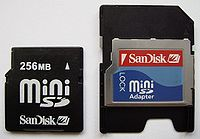 256MB
mini
SD
SanDisk
SanDisk
LOCK
mini
SD
Adapter